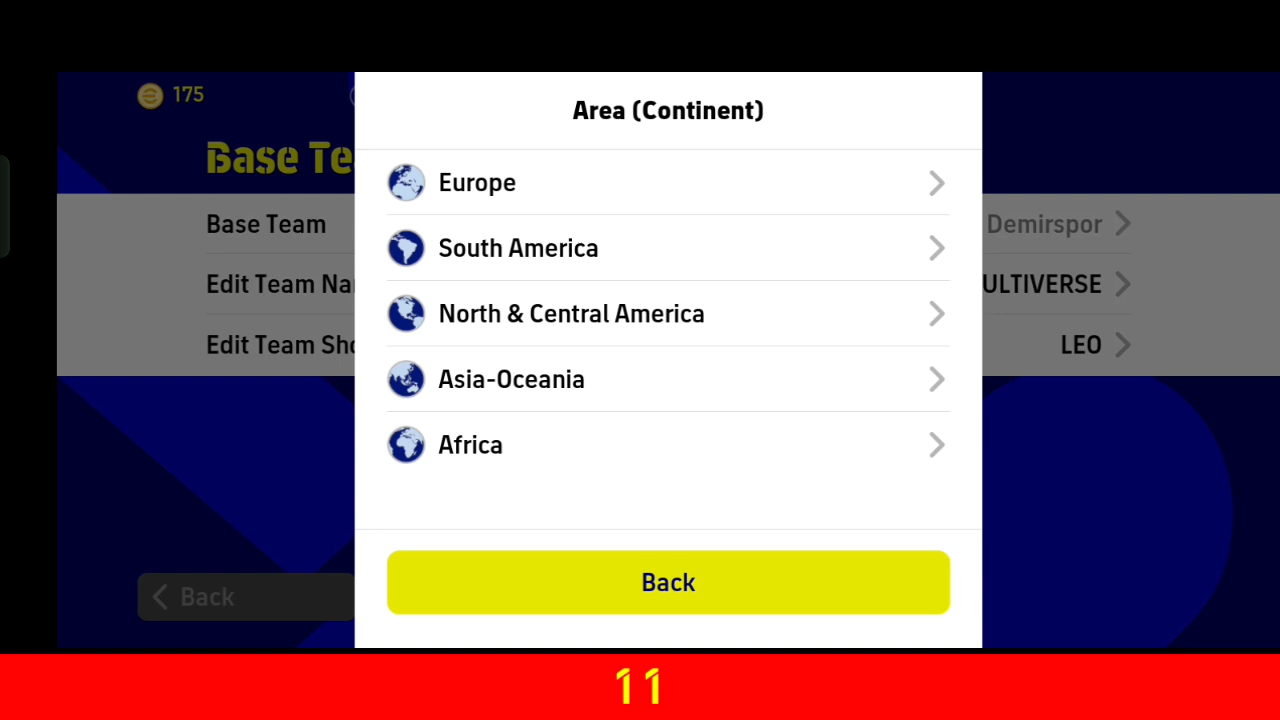 175
Area (Continent)
Base Te
Europe
Base Team
Demirspor
South America
Edit Team Na
ULTIVERSE
North & Central America
Edit Team Sho
LEO
Asia-Oceania
Africa
Back
Back
11